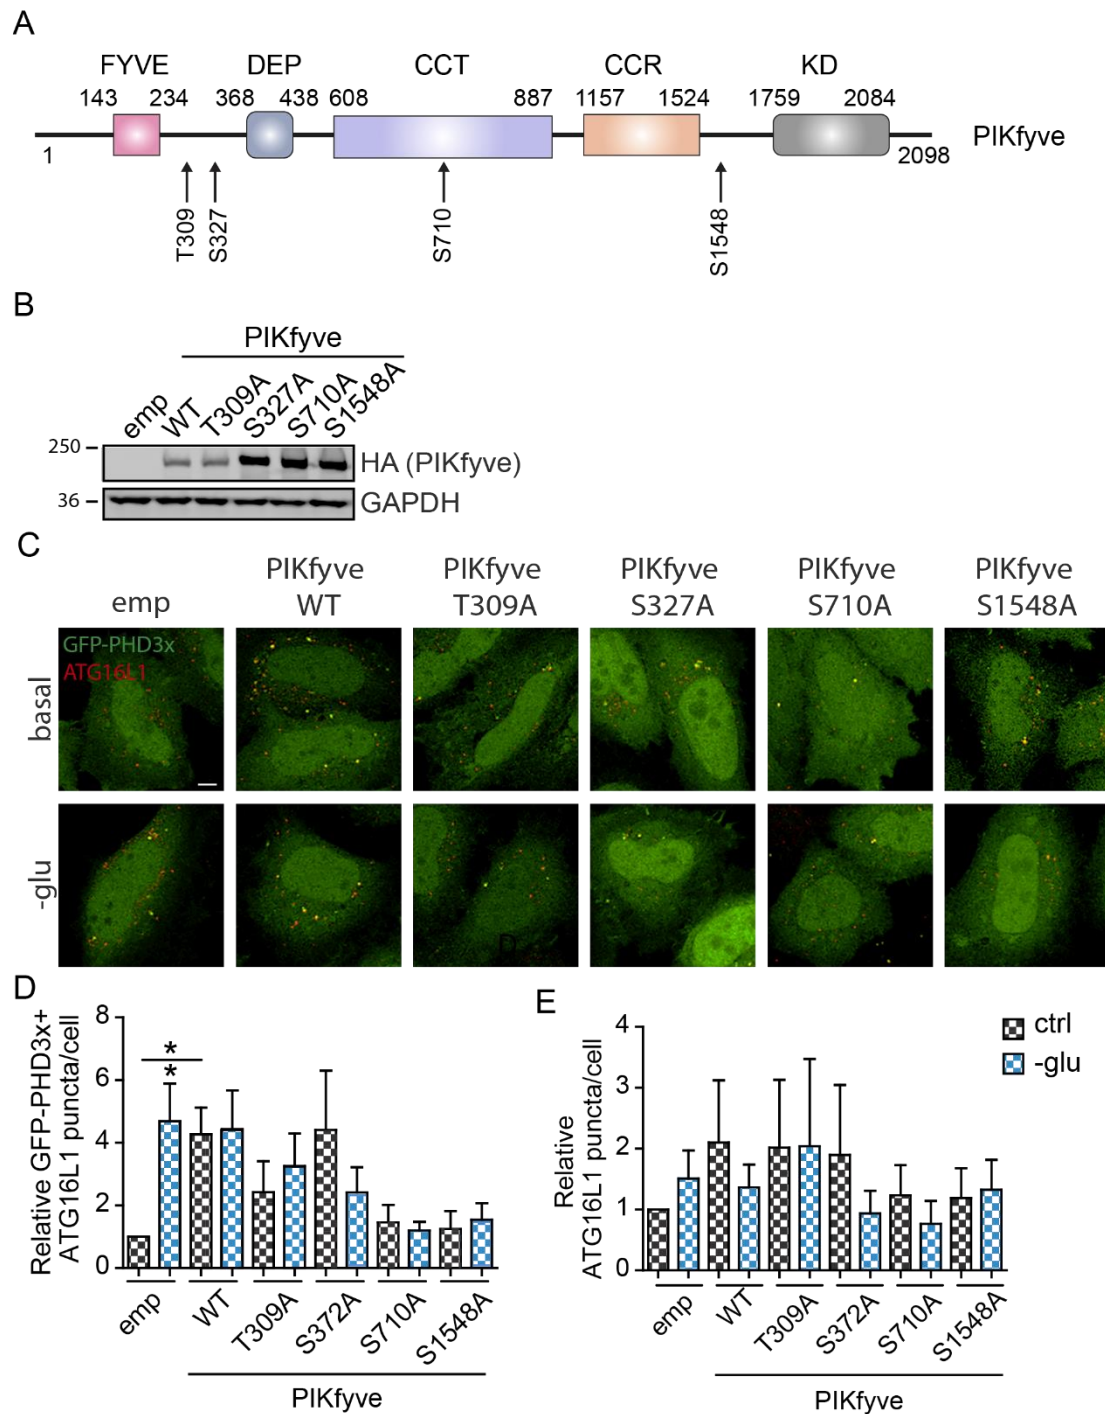 A
FYVE DEP CCT CCR KD
143 234 368 438 608 887 1157 1524 1759 2084
PIKfyve
1 2098
T309 S327 S710 S1548
B
PIKfyve
emp WT T309A S327A S710A S1548A
250 HA (PIKfyve)
36 GAPDH
C
emp PIKfyve WT PIKfyve T309A PIKfyve S327A PIKfyve S710A PIKfyve S1548A
GFP-PHD3x
ATG16L1
basal
-glu
D
D
Relative GFP-PHD3x+
ATG16L1 puncta/cell
8
6
4
2
0
*
*
emp WT T309A S372A S710A S1548A
PIKfyve
E
Relative
ATG16L1 puncta/cell
4
3
2
1
0
ctrl
-glu
emp WT T309A S372A S710A S1548A
PIKfyve